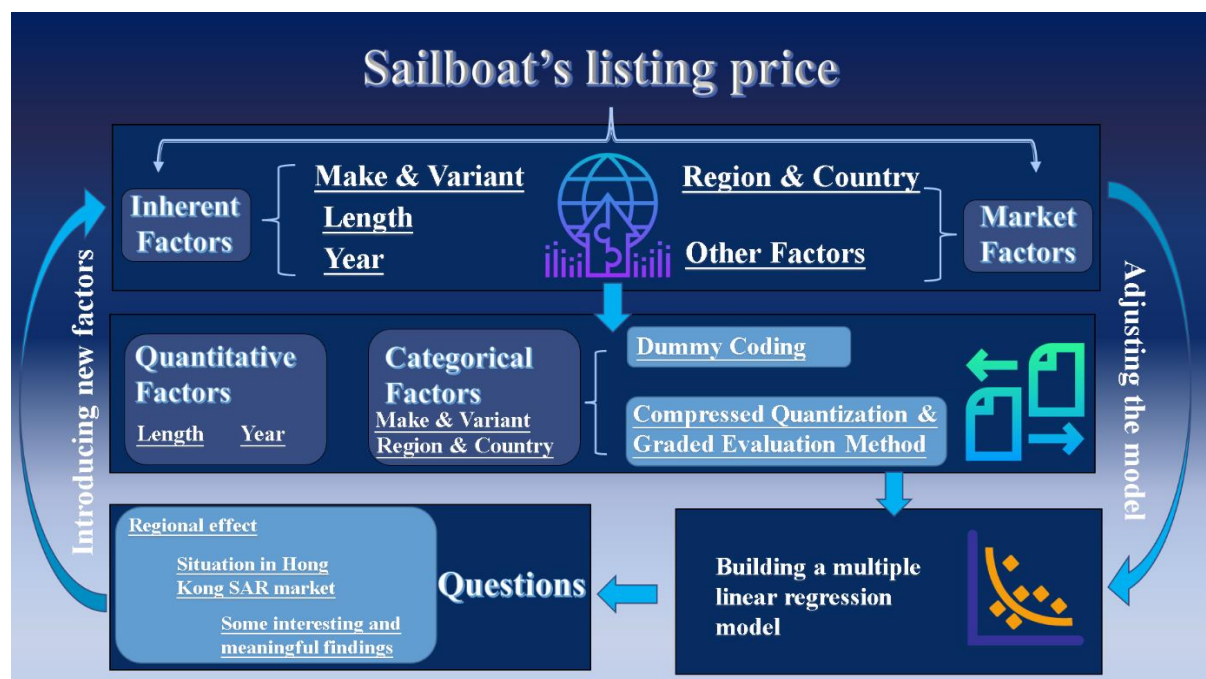 Sailboat's listing price
Inherent
Factors
Make & Variant
Length
Year
Region & Country
Other Factors
Market
Factors
Introducing new factors
Adjusting the model
Quantitative
Factors
Length Year
Categorical
Factors
Make & Variant
Region & Country
Dummy Coding
Compressed Quantization &
Graded Evaluation Method
Regional effect
Situation in Hong
Kong SAR market
Some interesting and
meaningful findings
Questions
Building a multiple
linear regression
model